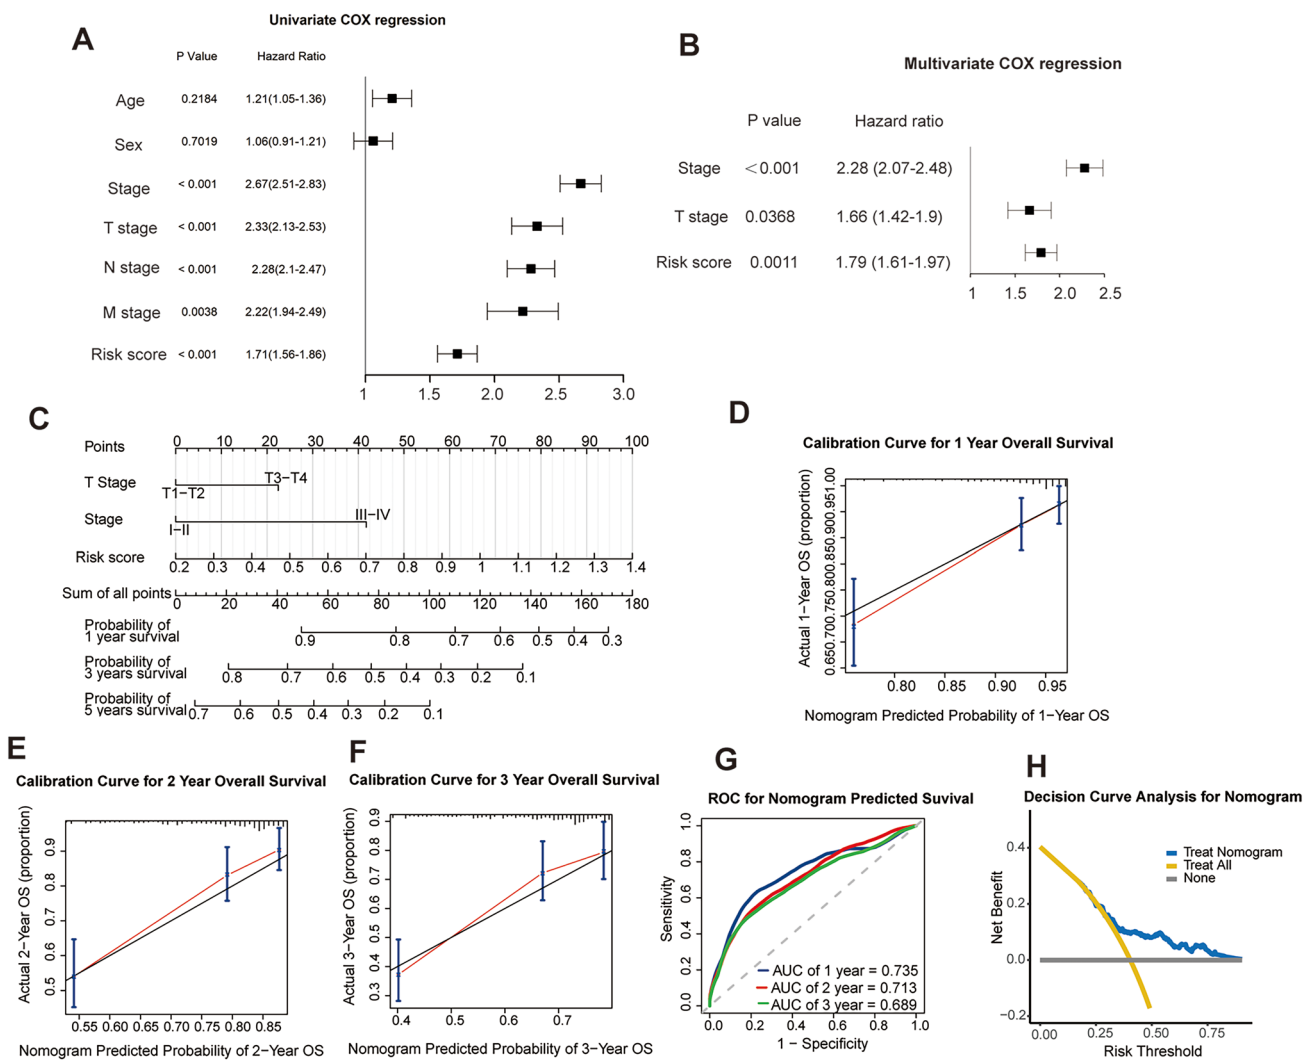 A
Univariate COX regression
P Value Hazard Ratio
Age 0.2184 1.21(1.05-1.36)
Sex 0.7019 1.06(0.91-1.21)
Stage < 0.001 2.67(2.51-2.83)
T stage < 0.001 2.33(2.13-2.53)
N stage < 0.001 2.28(2.1-2.47)
M stage 0.0038 2.22(1.94-2.49)
Risk score < 0.001 1.71(1.56-1.86)
1 1.5 2.0 2.5 3.0
B
Multivariate COX regression
P value Hazard ratio
Stage <0.001 2.28 (2.07-2.48)
T stage 0.0368 1.66 (1.42-1.9)
Risk score 0.0011 1.79 (1.61-1.97)
1 1.5 2.0 2.5
C
Points 0 10 20 30 40 50 60 70 80 90 100
T Stage T3−T4
T1−T2
Stage III−IV
I−II
Risk score 0.2 0.3 0.4 0.5 0.6 0.7 0.8 0.9 1 1.1 1.2 1.3 1.4
Sum of all points 0 20 40 60 80 100 120 140 160 180
Probability of
1 year survival 0.9 0.8 0.7 0.6 0.5 0.4 0.3
Probability of
3 years survival 0.8 0.7 0.6 0.5 0.4 0.3 0.2 0.1
Probability of
5 years survival 0.7 0.6 0.5 0.4 0.3 0.2 0.1
D
Calibration Curve for 1 Year Overall Survival
Actual 1−Year OS (proportion)
0.650.700.750.800.850.900.951.00
0.80 0.85 0.90 0.95
Nomogram Predicted Probability of 1−Year OS
E
Calibration Curve for 2 Year Overall Survival
Actual 2−Year OS (proportion)
0.5 0.6 0.7 0.8 0.9
0.55 0.60 0.65 0.70 0.75 0.80 0.85
Nomogram Predicted Probability of 2−Year OS
F
Calibration Curve for 3 Year Overall Survival
Actual 3−Year OS (proportion)
0.3 0.4 0.5 0.6 0.7 0.8 0.9
0.4 0.5 0.6 0.7
Nomogram Predicted Probability of 3−Year OS
G
ROC for Nomogram Predicted Suvival
Sensitivity
0.0 0.2 0.4 0.6 0.8 1.0
AUC of 1 year = 0.735
AUC of 2 year = 0.713
AUC of 3 year = 0.689
0.0 0.2 0.4 0.6 0.8 1.0
1 − Specificity
H
Decision Curve Analysis for Nomogram
Net Benefit
0.4
0.2
0.0
−0.2
Treat Nomogram
Treat All
None
0.00 0.25 0.50 0.75
Risk Threshold